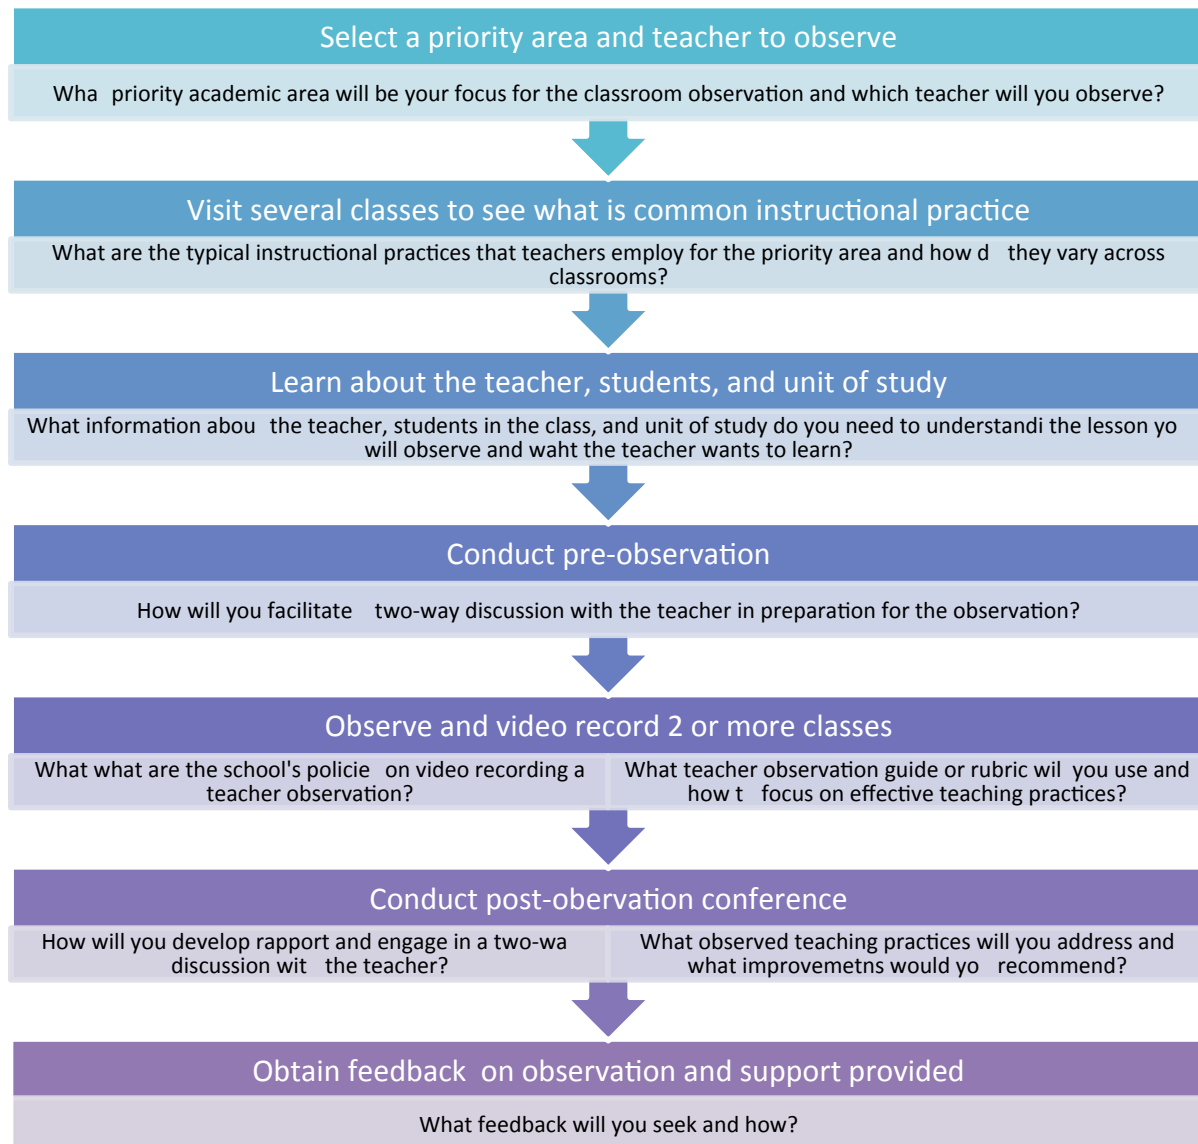 Select a priority area and teacher to observe
Wha priority academic area will be your focus for the classroom observation and which teacher will you observe?
Visit several classes to see what is common instructional practice
What are the typical instructional practices that teachers employ for the priority area and how d they vary across
classrooms?
Learn about the teacher, students, and unit of study
What information abou the teacher, students in the class, and unit of study do you need to understandi the lesson yo
will observe and waht the teacher wants to learn?
Conduct pre-observation
How will you facilitate two-way discussion with the teacher in preparation for the observation?
Observe and video record 2 or more classes
What what are the school's policie on video recording a
teacher observation?
What teacher observation guide or rubric wil you use and
how t focus on effective teaching practices?
Conduct post-obervation conference
How will you develop rapport and engage in a two-wa
discussion wit the teacher?
What observed teaching practices will you address and
what improvemetns would yo recommend?
Obtain feedback on observation and support provided
What feedback will you seek and how?